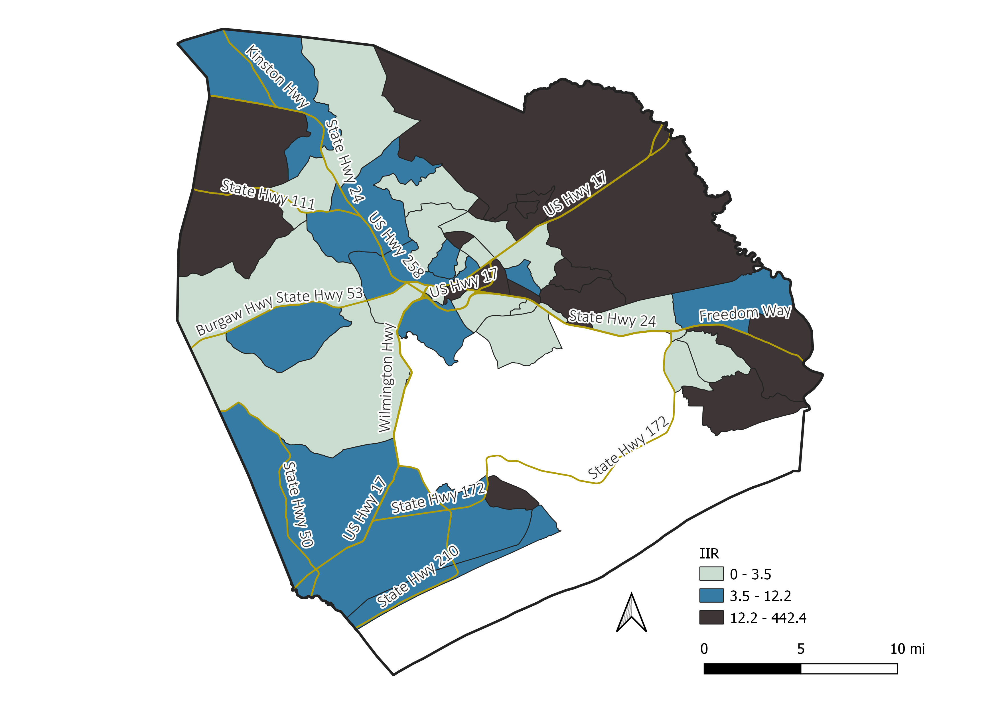 Kinston Hwy
State Hwy 24
US Hwy 17
State Hwy 111
US Hwy 258
US Hwy 17
Burgaw Hwy
State Hwy 53
State Hwy 24
Freedom Way
Wilmington Hwy
State Hwy 172
State Hwy 50
US Hwy 17
State Hwy 172
State Hwy 210
IIR
0 - 3.5
3.5 - 12.2
12.2 - 442.4
0 5 10 mi